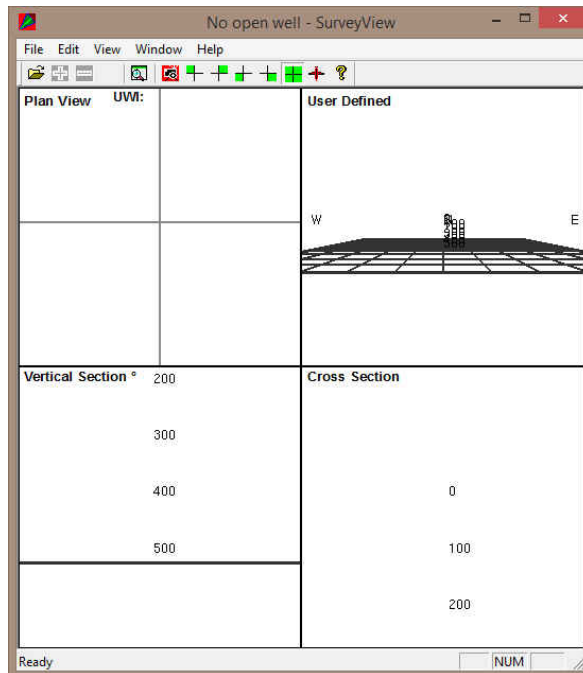 No open well - SurveyView
File Edit View Window Help
Plan View UWI:
User Defined
W N E
Vertical Section °
200
300
400
500
Cross Section
0
100
200
Ready
NUM